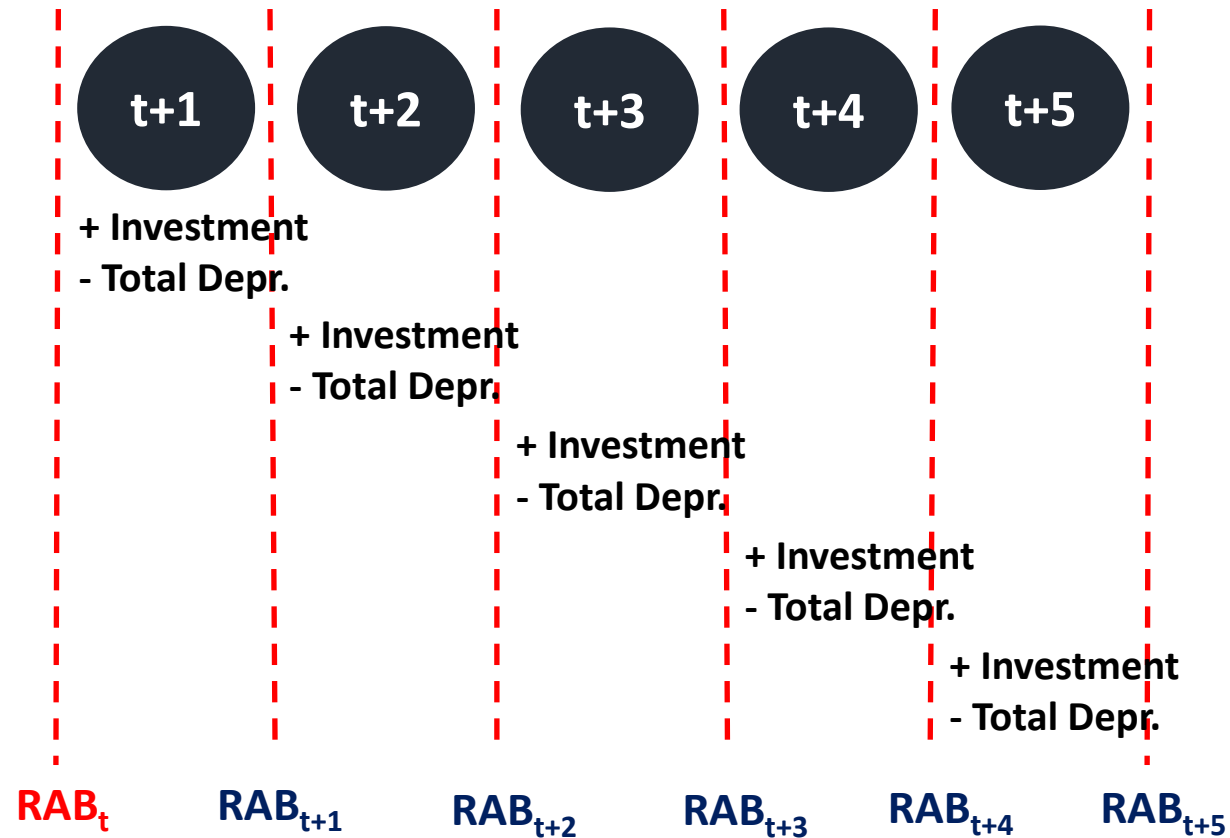 t+1 t+2 t+3 t+4 t+5
+ Investment
- Total Depr.
+ Investment
- Total Depr.
+ Investment
- Total Depr.
+ Investment
- Total Depr.
+ Investment
- Total Depr.
RABt RABt+1 RABt+2 RABt+3 RABt+4 RABt+5